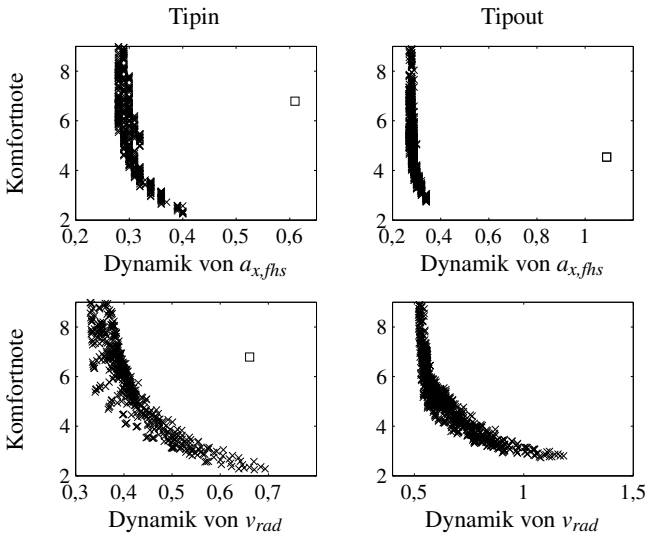 Tipin
Tipout
Komfortnote
8
6
4
2
0,2 0,3 0,4 0,5 0,6
Dynamik von a_x,fhs
8
6
4
2
0,2 0,4 0,6 0,8 1
Dynamik von a_x,fhs
Komfortnote
8
6
4
2
0,3 0,4 0,5 0,6 0,7
Dynamik von v_rad
8
6
4
2
0,5 1 1,5
Dynamik von v_rad